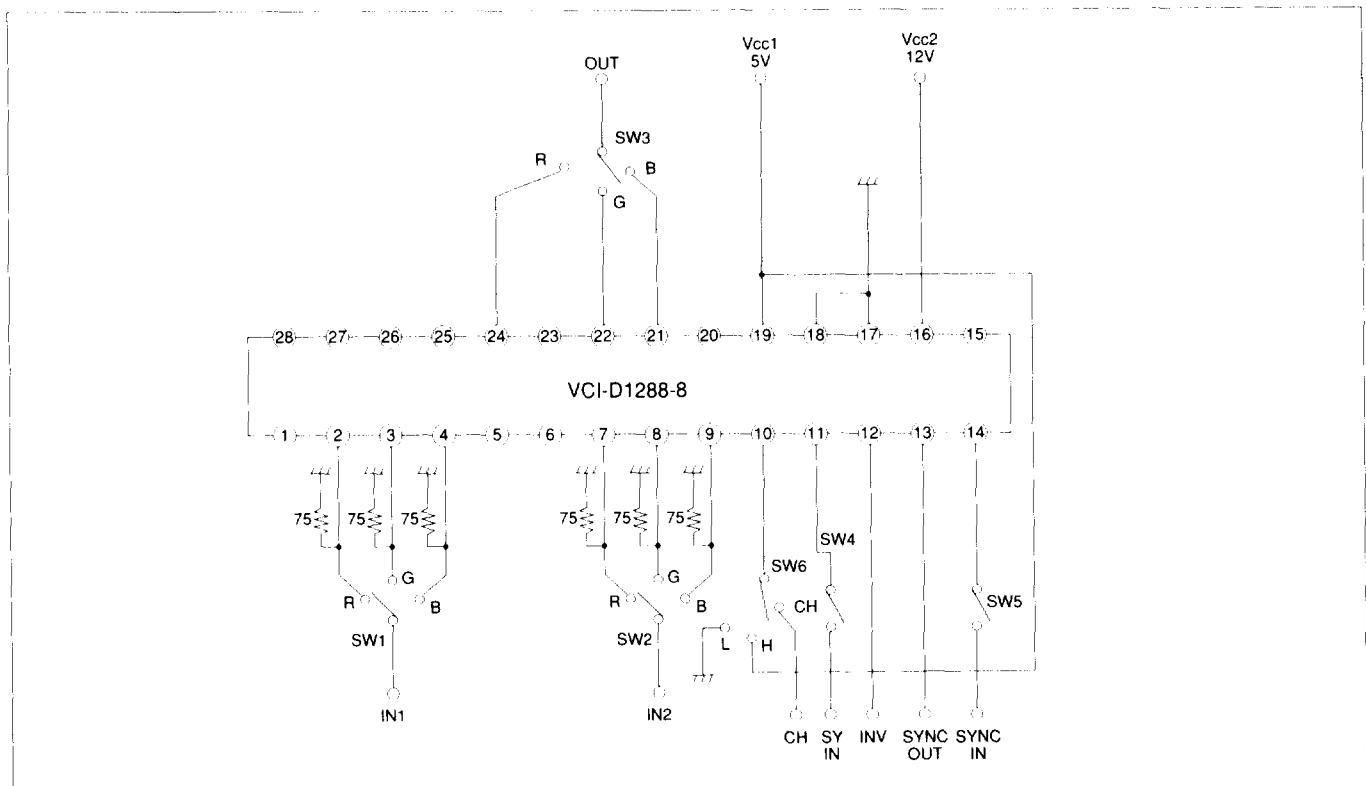 Vcc1 Vcc2
OUT 5V 12V
SW3
R B
G
28 27 26 25 24 23 22 21 20 19 18 17 16 15
VCI-D1288-8
1 2 3 4 5 6 7 8 9 10 11 12 13 14
75 75 75 75 75 75
SW4
G G SW6
R B R B CH SW5
SW1 SW2 L H
IN1 IN2
CH SY INV SYNC SYNC
IN OUT IN